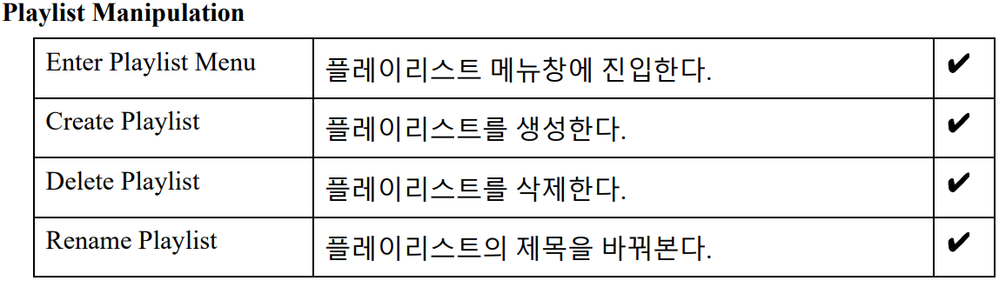 Playlist Manipulation
Enter Playlist Menu 플레이리스트 메뉴창에 진입한다. ✔
Create Playlist 플레이리스트를 생성한다. ✔
Delete Playlist 플레이리스트를 삭제한다. ✔
Rename Playlist 플레이리스트의 제목을 바꿔본다. ✔